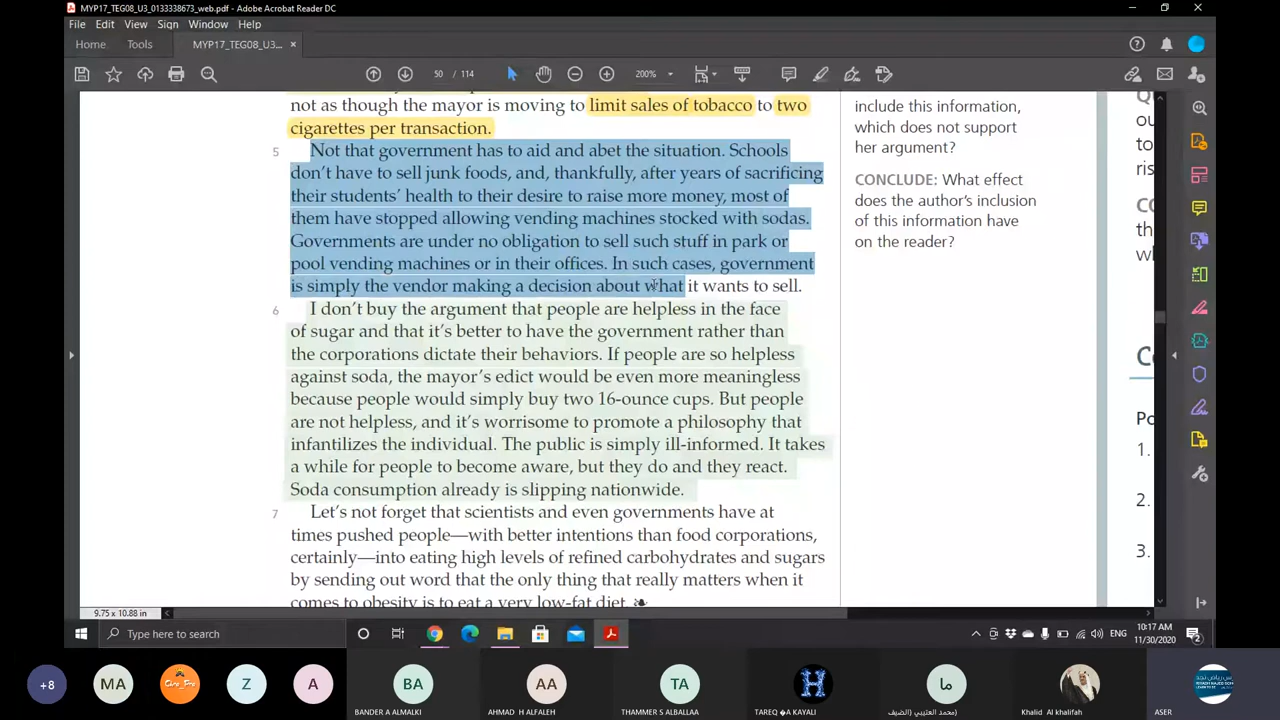 MYP17_TEG08_U3_0133338673_web.pdf - Adobe Acrobat Reader DC
File Edit View Sign Window Help
Home Tools MYP17_TEG08_U3... ×
50 / 114 200%
not as though the mayor is moving to limit sales of tobacco to two
cigarettes per transaction.
5 Not that government has to aid and abet the situation. Schools
don’t have to sell junk foods, and, thankfully, after years of sacrificing
their students’ health to their desire to raise more money, most of
them have stopped allowing vending machines stocked with sodas.
Governments are under no obligation to sell such stuff in park or
pool vending machines or in their offices. In such cases, government
is simply the vendor making a decision about what it wants to sell.
6 I don’t buy the argument that people are helpless in the face
of sugar and that it’s better to have the government rather than
the corporations dictate their behaviors. If people are so helpless
against soda, the mayor’s edict would be even more meaningless
because people would simply buy two 16-ounce cups. But people
are not helpless, and it’s worrisome to promote a philosophy that
infantilizes the individual. The public is simply ill-informed. It takes
a while for people to become aware, but they do and they react.
Soda consumption already is slipping nationwide.
7 Let’s not forget that scientists and even governments have at
times pushed people—with better intentions than food corporations,
certainly—into eating high levels of refined carbohydrates and sugars
by sending out word that the only thing that really matters when it
comes to obesity is to eat a very low-fat diet. ❧
include this information,
which does not support
her argument?
CONCLUDE: What effect
does the author’s inclusion
of this information have
on the reader?
ou
to
ris
th
wh
Po
1.
2.
3.
9.75 x 10.88 in
Type here to search
ENG
10:17 AM
11/30/2020
2
+8
MA
Z
A
BA
BANDER A ALMALKI
AA
AHMAD H ALFALEH
TA
THAMMER S ALBALLAA
H
TAREQ �A KAYALI
ما
محمد العتيبي (الضيف)
Khalid Al khalifah
ASER